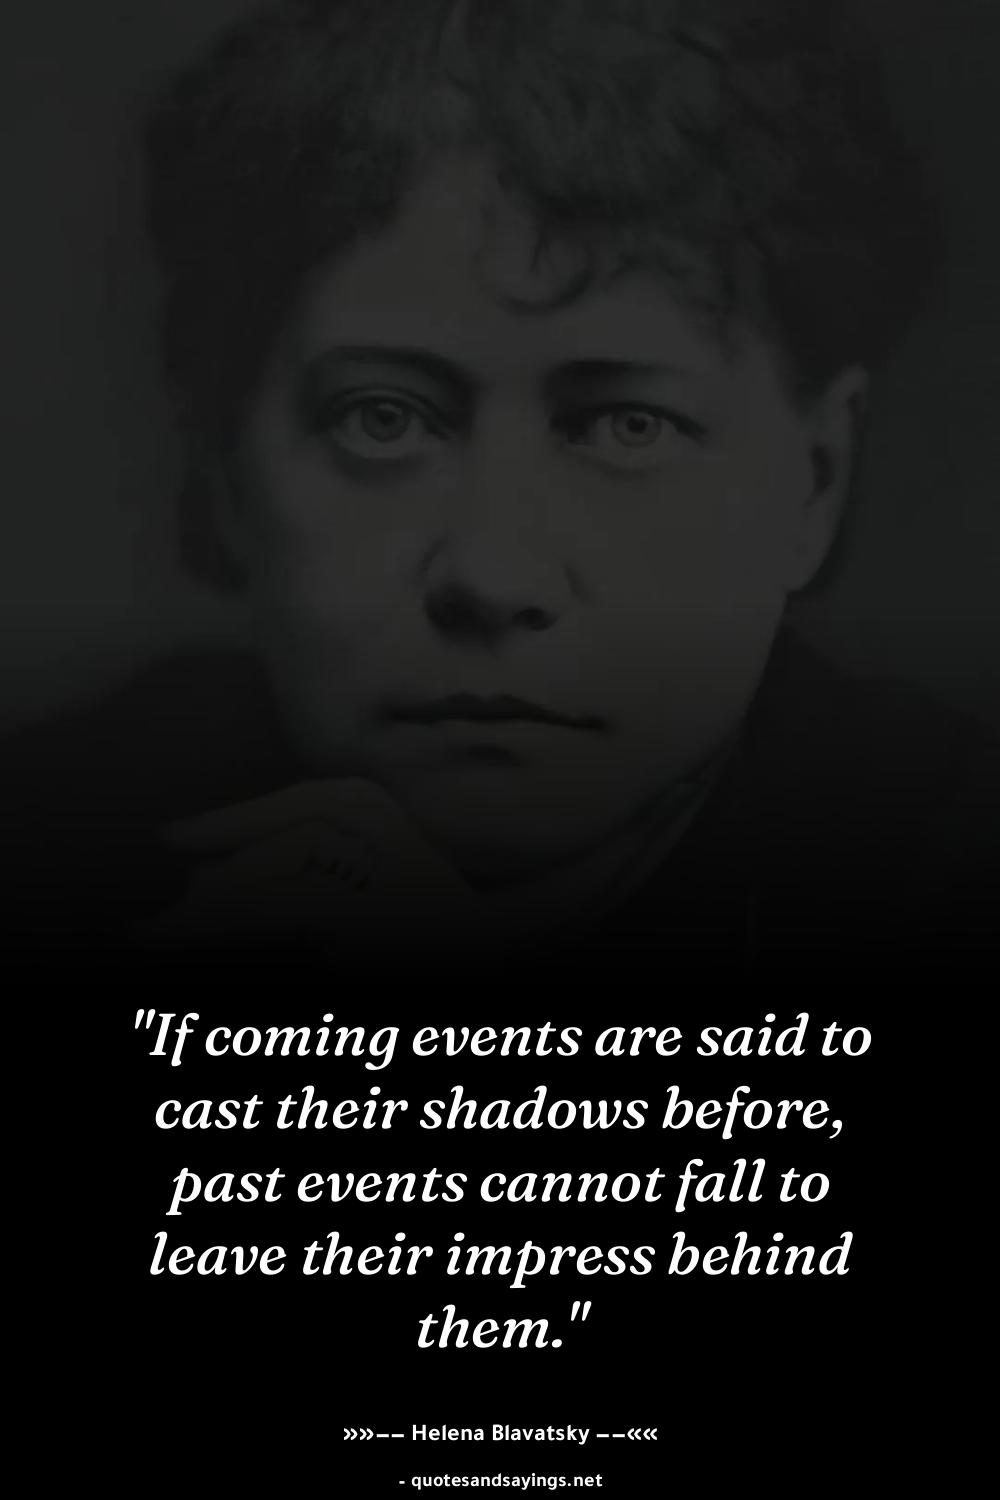 "If coming events are said to
cast their shadows before,
past events cannot fall to
leave their impress behind
them."
»»−− Helena Blavatsky −−««
- quotesandsayings.net